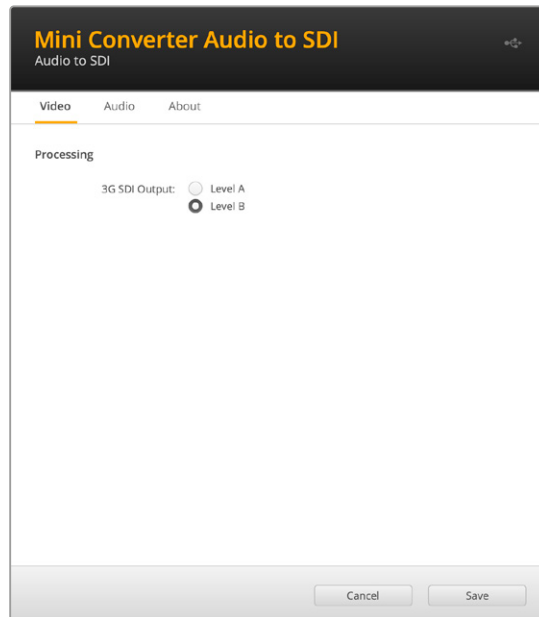 Mini Converter Audio to SDI
Audio to SDI
Video Audio About
Processing
3G SDI Output: Level A
Level B
Cancel Save